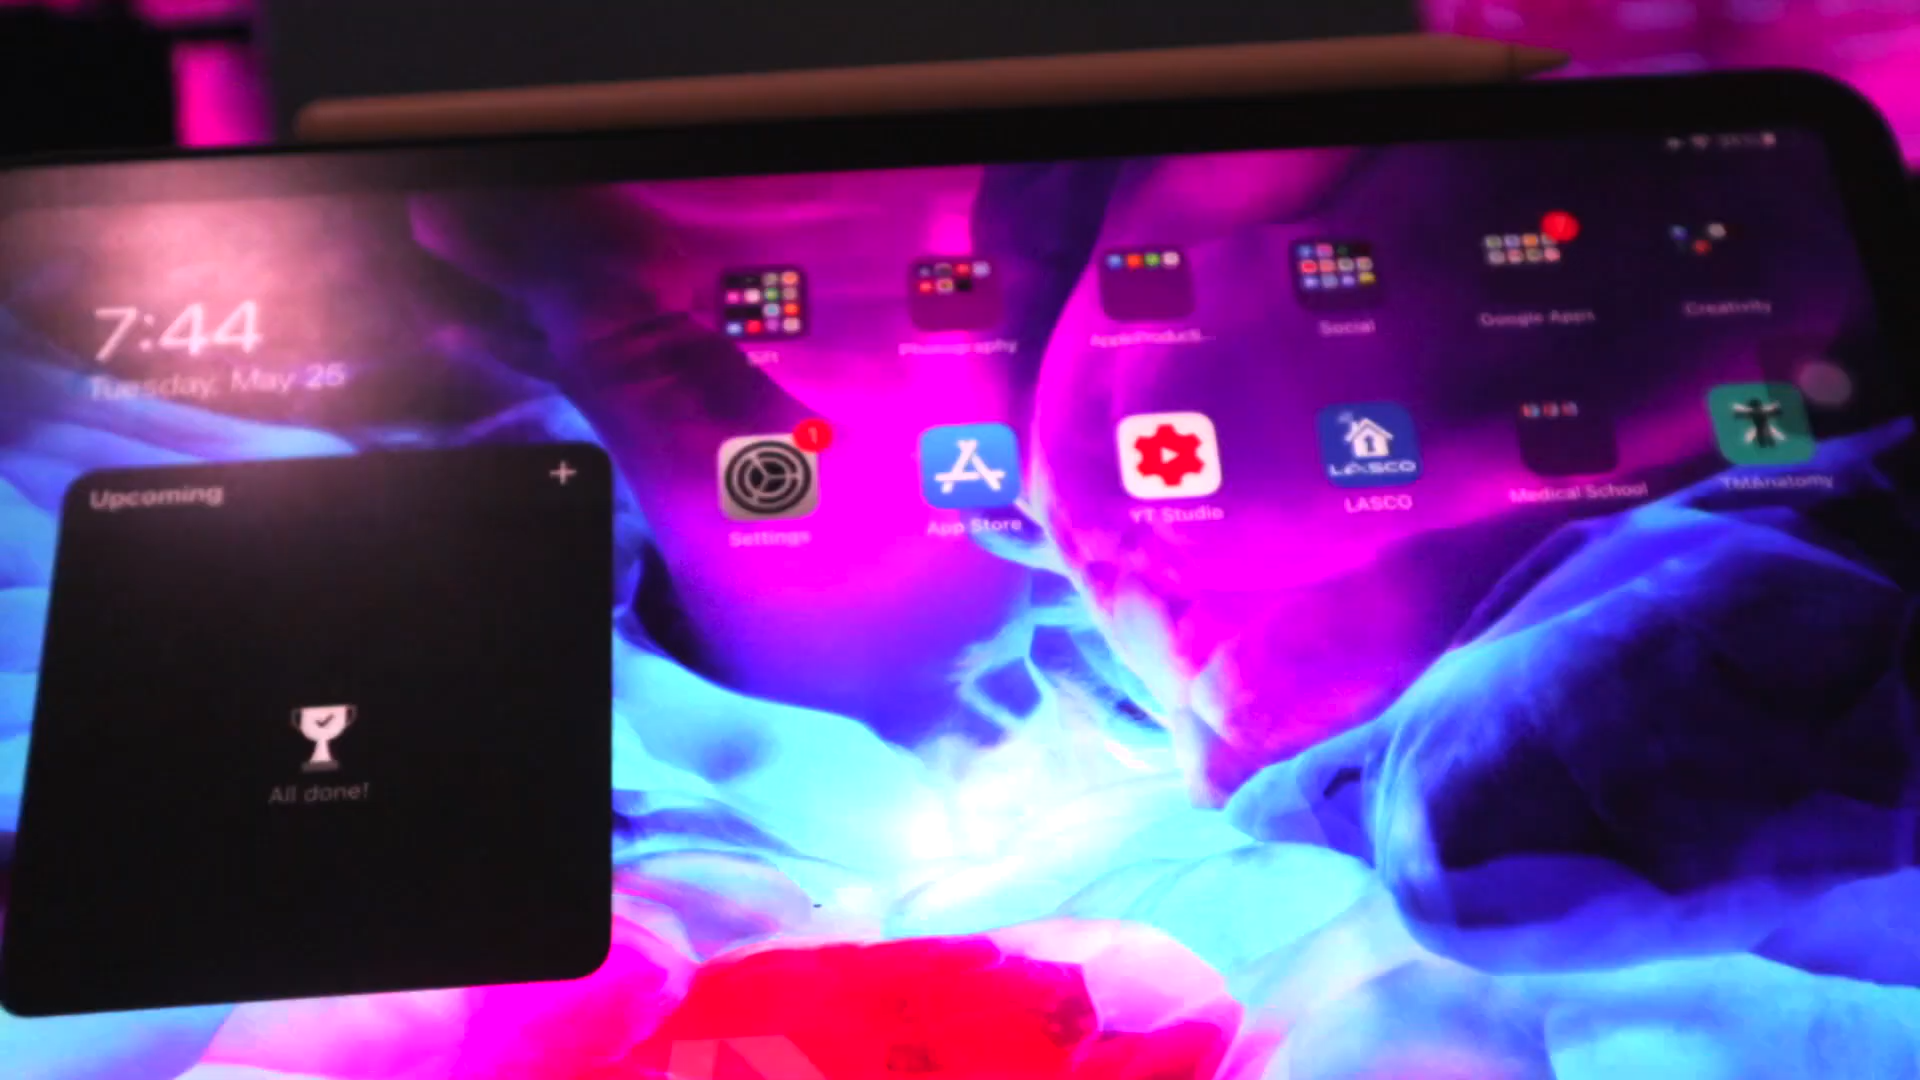 7:44
Tuesday, May 25
Upcoming
All done!
Photography
Social
Google Apps
Creativity
1
Settings
App Store
YT Studio
1
LASCO
LASCO
Medical School
TMAnatomy